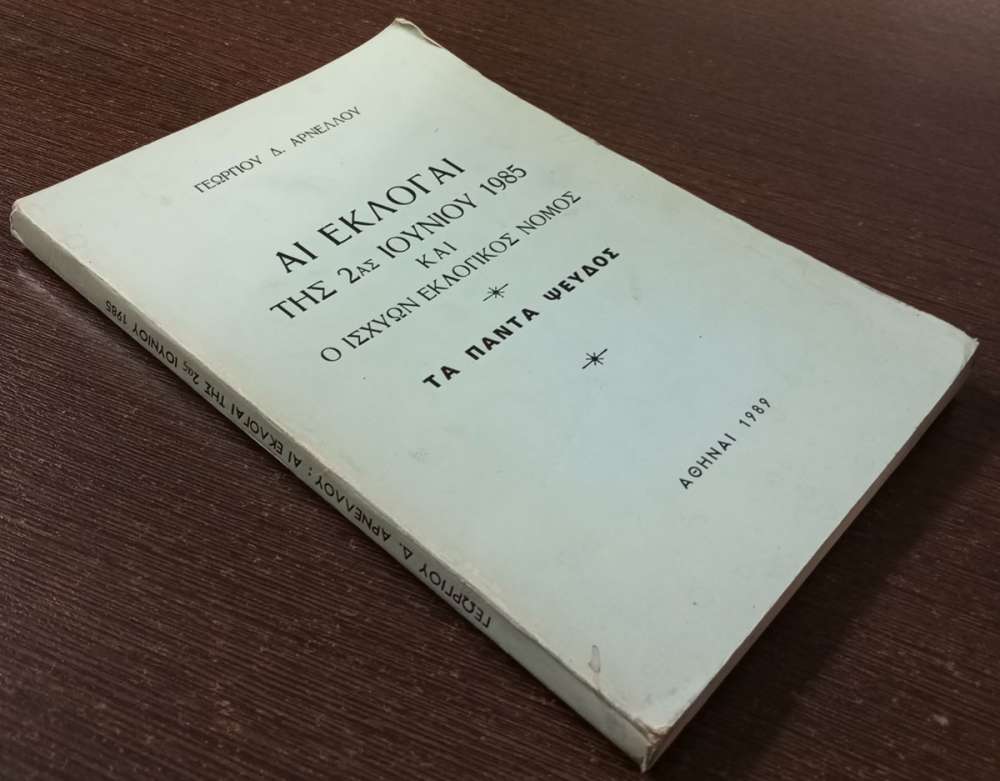 ΓΕΩΡΓΙΟΥ Δ. ΑΡΝΕΛΛΟΥ
ΑΙ ΕΚΛΟΓΑΙ
ΤΗΣ 2ΑΣ ΙΟΥΝΙΟΥ 1985
ΚΑΙ
Ο ΙΣΧΥΩΝ ΕΚΛΟΓΙΚΟΣ ΝΟΜΟΣ
ΤΑ ΠΑΝΤΑ ΨΕΥΔΟΣ
ΑΘΗΝΑΙ 1989
ΓΕΩΡΓΙΟΥ Δ. ΑΡΝΕΛΛΟΥ : ΑΙ ΕΚΛΟΓΑΙ ΤΗΣ 2ας ΙΟΥΝΙΟΥ 1985